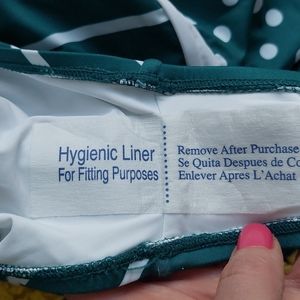 Hygienic Liner
For Fitting Purposes
Remove After Purchase
Se Quita Despues de
Enlever Apres L'Achat